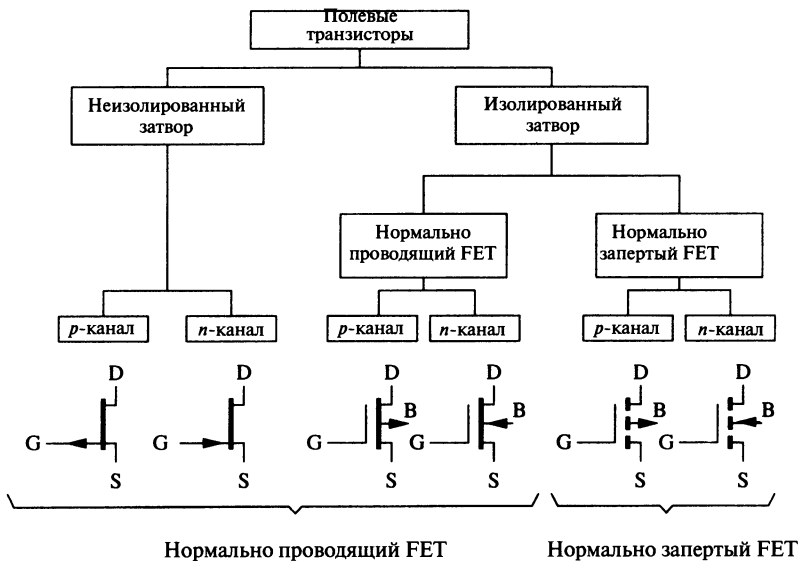 Полевые
транзисторы
Неизолированный
затвор
Изолированный
затвор
Нормально
проводящий FET
Нормально
запертый FET
p-канал
n-канал
p-канал
n-канал
p-канал
n-канал
D
D
D
D
D
D
B
B
B
B
G
G
G
G
G
G
S
S
S
S
S
S
Нормально проводящий FET
Нормально запертый FET